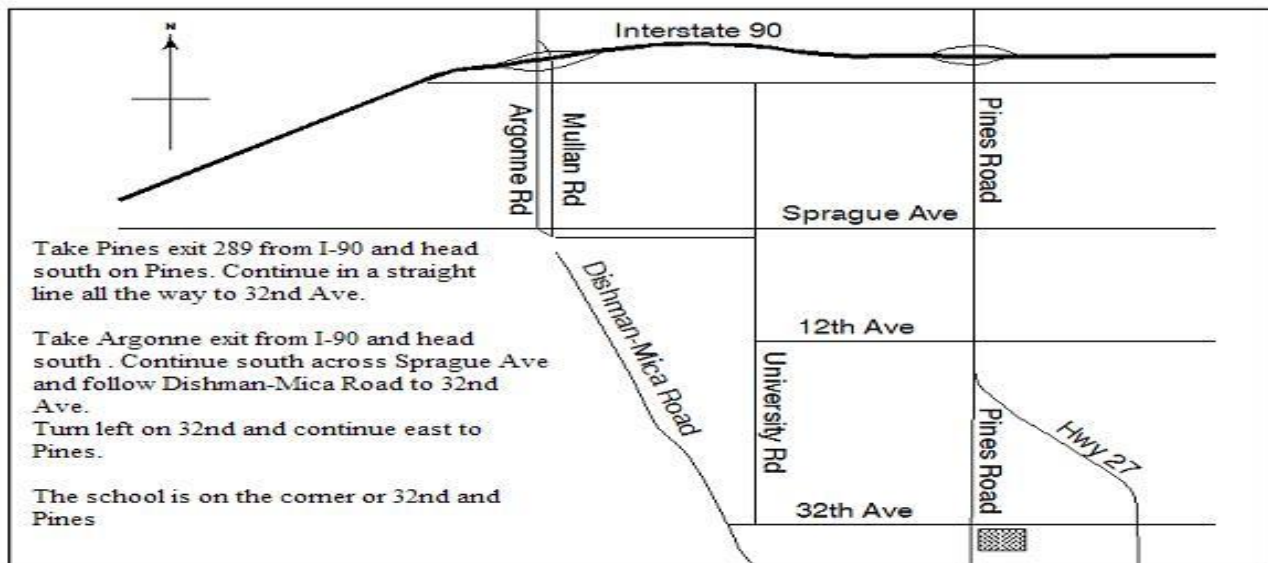 N
Interstate 90
Argonne Rd
Mullan Rd
Pines Road
Sprague Ave
Take Pines exit 289 from I-90 and head
south on Pines. Continue in a straight
line all the way to 32nd Ave.
Take Argonne exit from I-90 and head
south . Continue south across Sprague Ave
and follow Dishman-Mica Road to 32nd
Ave.
Turn left on 32nd and continue east to
Pines.
The school is on the corner or 32nd and
Pines
Dishman-Mica Road
12th Ave
University Rd
Pines Road
Hwy 27
32th Ave